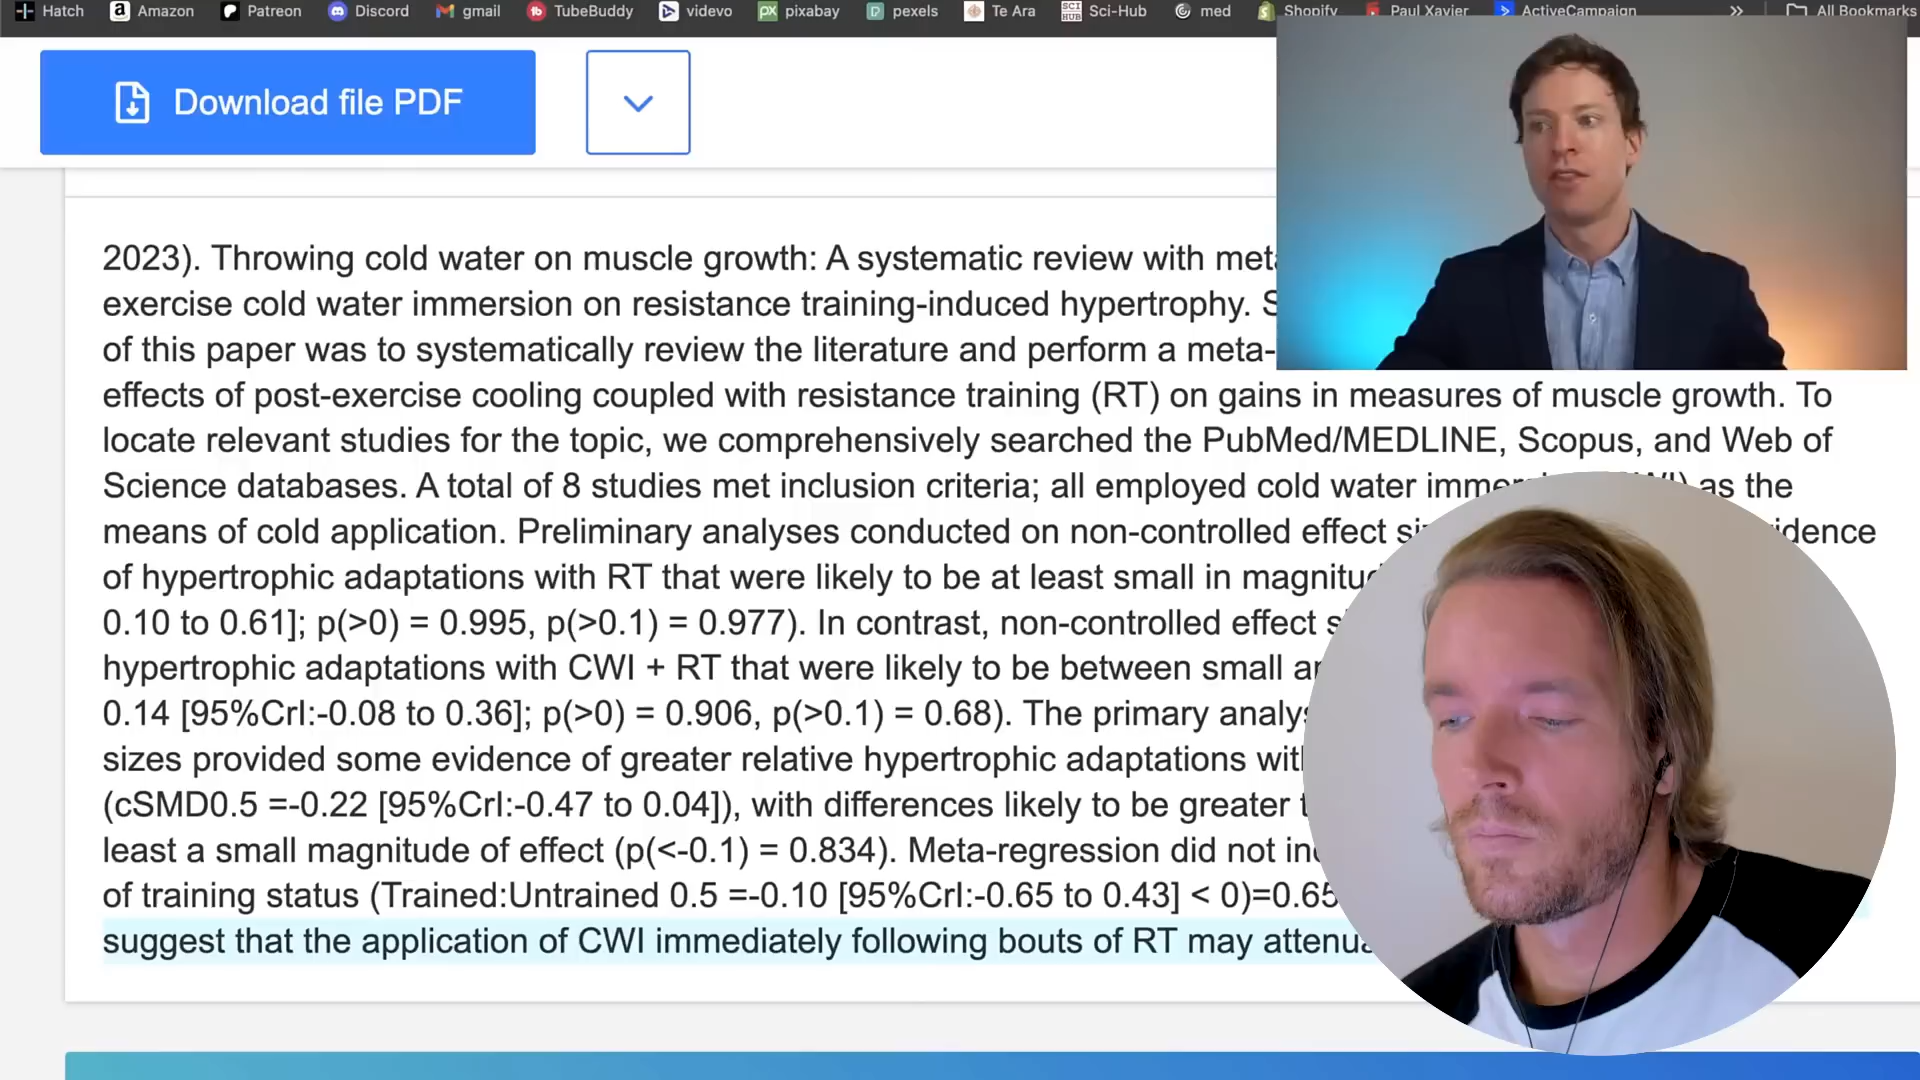 Hatch Amazon Patreon Discord gmail TubeBuddy videvo px pixabay pexels Te Ara SCI HUB Sci-Hub med Shopify Paul Xavier ActiveCampaign » All Bookmarks
Download file PDF
2023). Throwing cold water on muscle growth: A systematic review with
exercise cold water immersion on resistance training-induced hypertrophy.
of this paper was to systematically review the literature and perform a meta-
effects of post-exercise cooling coupled with resistance training (RT) on gains in measures of muscle growth. To
locate relevant studies for the topic, we comprehensively searched the PubMed/MEDLINE, Scopus, and Web of
Science databases. A total of 8 studies met inclusion criteria; all employed cold water as the
means of cold application. Preliminary analyses conducted on non-controlled effect
of hypertrophic adaptations with RT that were likely to be at least small in
0.10 to 0.61]; p(>0) = 0.995, p(>0.1) = 0.977). In contrast, non-controlled effect
hypertrophic adaptations with CWI + RT that were likely to be between small
0.14 [95%CrI:-0.08 to 0.36]; p(>0) = 0.906, p(>0.1) = 0.68). The primary
sizes provided some evidence of greater relative hypertrophic adaptations
(cSMD0.5 =-0.22 [95%CrI:-0.47 to 0.04]), with differences likely to be greater
least a small magnitude of effect (p(<-0.1) = 0.834). Meta-regression did not
of training status (Trained:Untrained 0.5 =-0.10 [95%CrI:-0.65 to 0.43] < 0)=0.65
suggest that the application of CWI immediately following bouts of RT may